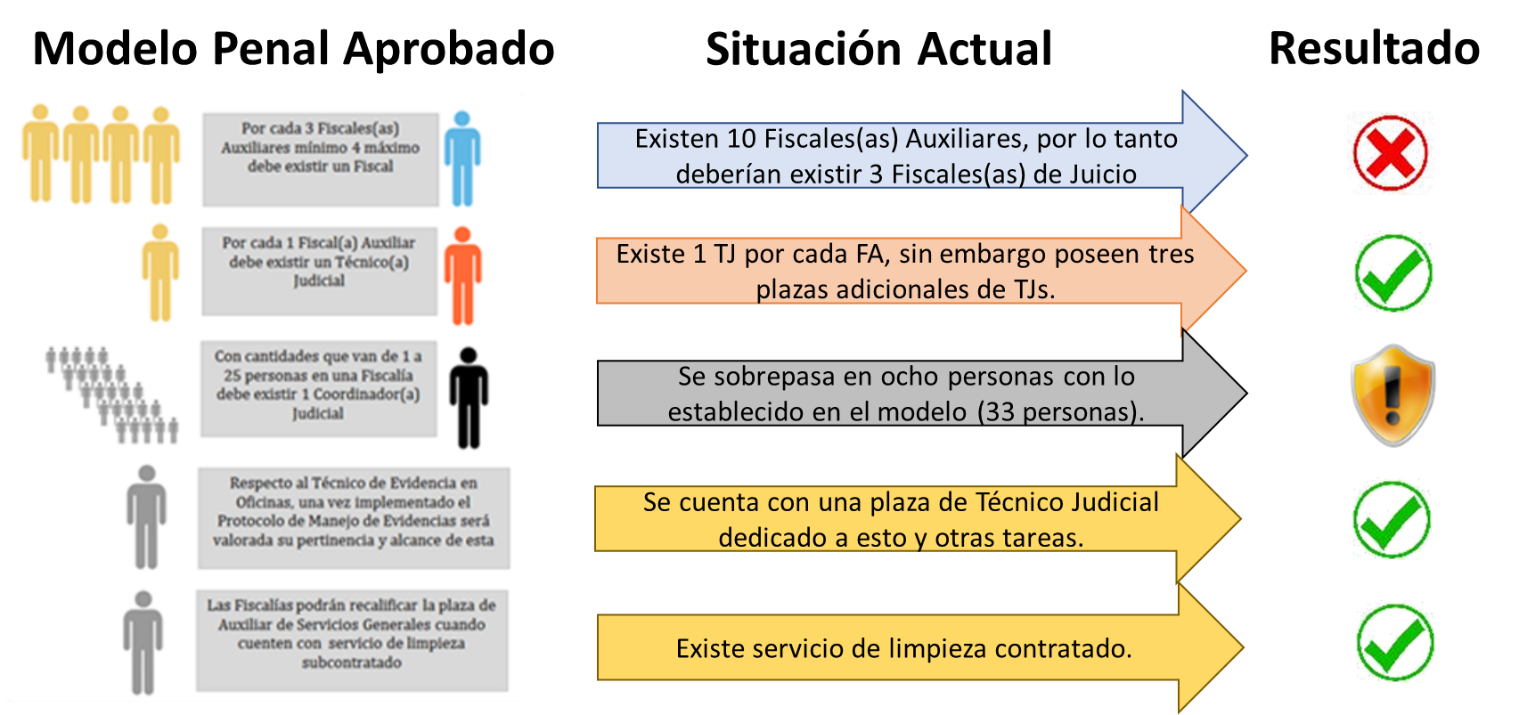 Modelo Penal Aprobado
Situación Actual
Resultado
Por cada 3 Fiscales(as)
Auxiliares mínimo 4 máximo
debe existir un Fiscal
Existen 10 Fiscales(as) Auxiliares, por lo tanto
deberían existir 3 Fiscales(as) de Juicio
Por cada 1 Fiscal(a) Auxiliar
debe existir un Técnico(a)
Judicial
Existe 1 TJ por cada FA, sin embargo poseen tres
plazas adicionales de TJs.
Con cantidades que van de 1 a
25 personas en una Fiscalía
debe existir 1 Coordinador(a)
Judicial
Se sobrepasa en ocho personas con lo
establecido en el modelo (33 personas).
Respecto al Técnico de Evidencia en
Oficinas, una vez implementado el
Protocolo de Manejo de Evidencias será
valorada su pertinencia y alcance de esta
Se cuenta con una plaza de Técnico Judicial
dedicado a esto y otras tareas.
Las Fiscalías podrán recalificar la plaza de
Auxiliar de Servicios Generales cuando
cuenten con servicio de limpieza
subcontratado
Existe servicio de limpieza contratado.